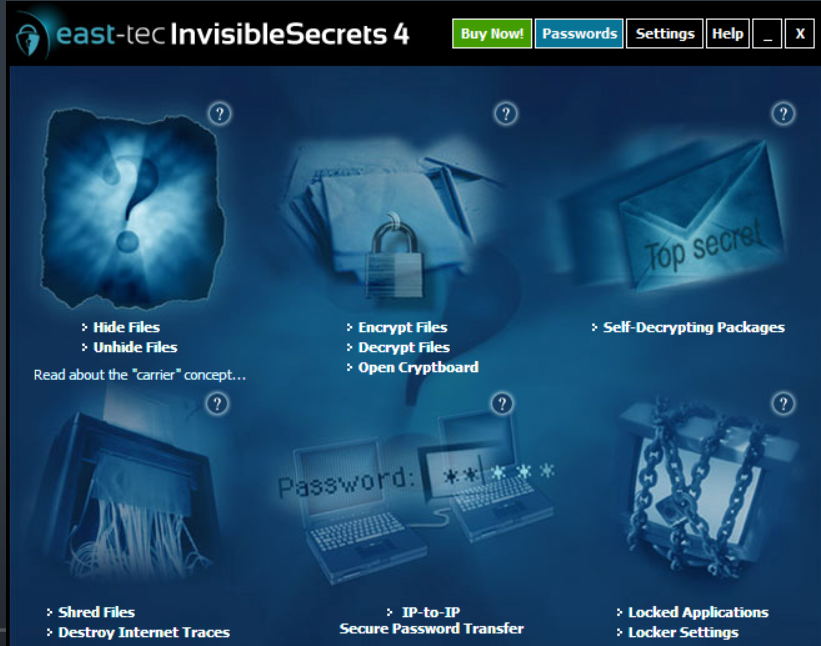 east-tec InvisibleSecrets 4
Buy Now! Passwords Settings Help _ X
?
?
?
Top secret
Hide Files
Unhide Files
Read about the "carrier" concept...
Encrypt Files
Decrypt Files
Open Cryptboard
Self-Decrypting Packages
?
?
?
Password: ** * * *
Shred Files
Destroy Internet Traces
IP-to-IP
Secure Password Transfer
Locked Applications
Locker Settings